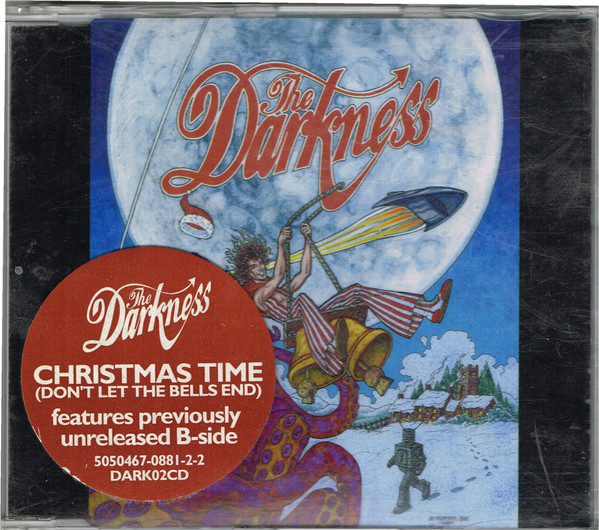 The
Darkness
The
Darkness
CHRISTMAS TIME
(DON'T LET THE BELLS END)
features previously
unreleased B-side
5050467-0881-2-2
DARK02CD